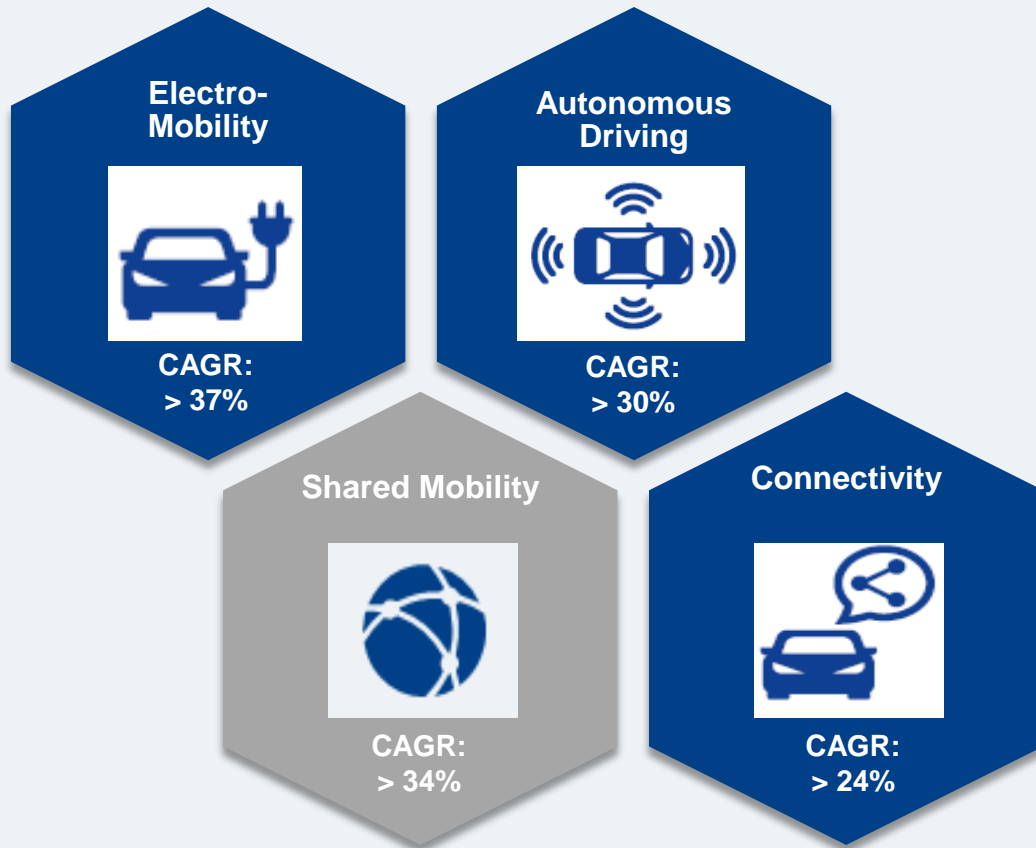 Electro-
Mobility
CAGR:
> 37%
Autonomous
Driving
CAGR:
> 30%
Shared Mobility
CAGR:
> 34%
Connectivity
CAGR:
> 24%